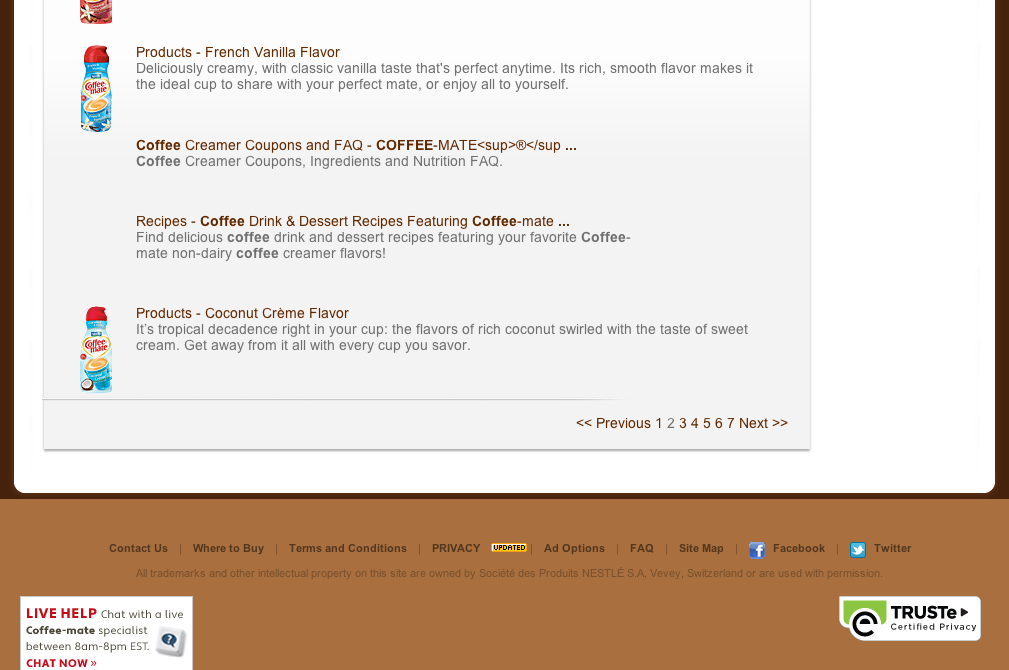 Products - French Vanilla Flavor
Deliciously creamy, with classic vanilla taste that's perfect anytime. Its rich, smooth flavor makes it
the ideal cup to share with your perfect mate, or enjoy all to yourself.
Coffee mate
Coffee Creamer Coupons and FAQ - COFFEE-MATE<sup>®</sup ...
Coffee Creamer Coupons, Ingredients and Nutrition FAQ.
Recipes - Coffee Drink & Dessert Recipes Featuring Coffee-mate ...
Find delicious coffee drink and dessert recipes featuring your favorite Coffee-
mate non-dairy coffee creamer flavors!
Products - Coconut Crème Flavor
It's tropical decadence right in your cup: the flavors of rich coconut swirled with the taste of sweet
cream. Get away from it all with every cup you savor.
Coffee mate
<< Previous 1 2 3 4 5 6 7 Next >>
Contact Us | Where to Buy | Terms and Conditions | PRIVACY UPDATED | Ad Options | FAQ | Site Map | Facebook | Twitter
All trademarks and other intellectual property on this site are owned by Société des Produits NESTLÉ S.A, Vevey, Switzerland or are used with permission.
LIVE HELP Chat with a live
Coffee-mate specialist
between 8am-8pm EST.
CHAT NOW »
TRUSTe
Certified Privacy